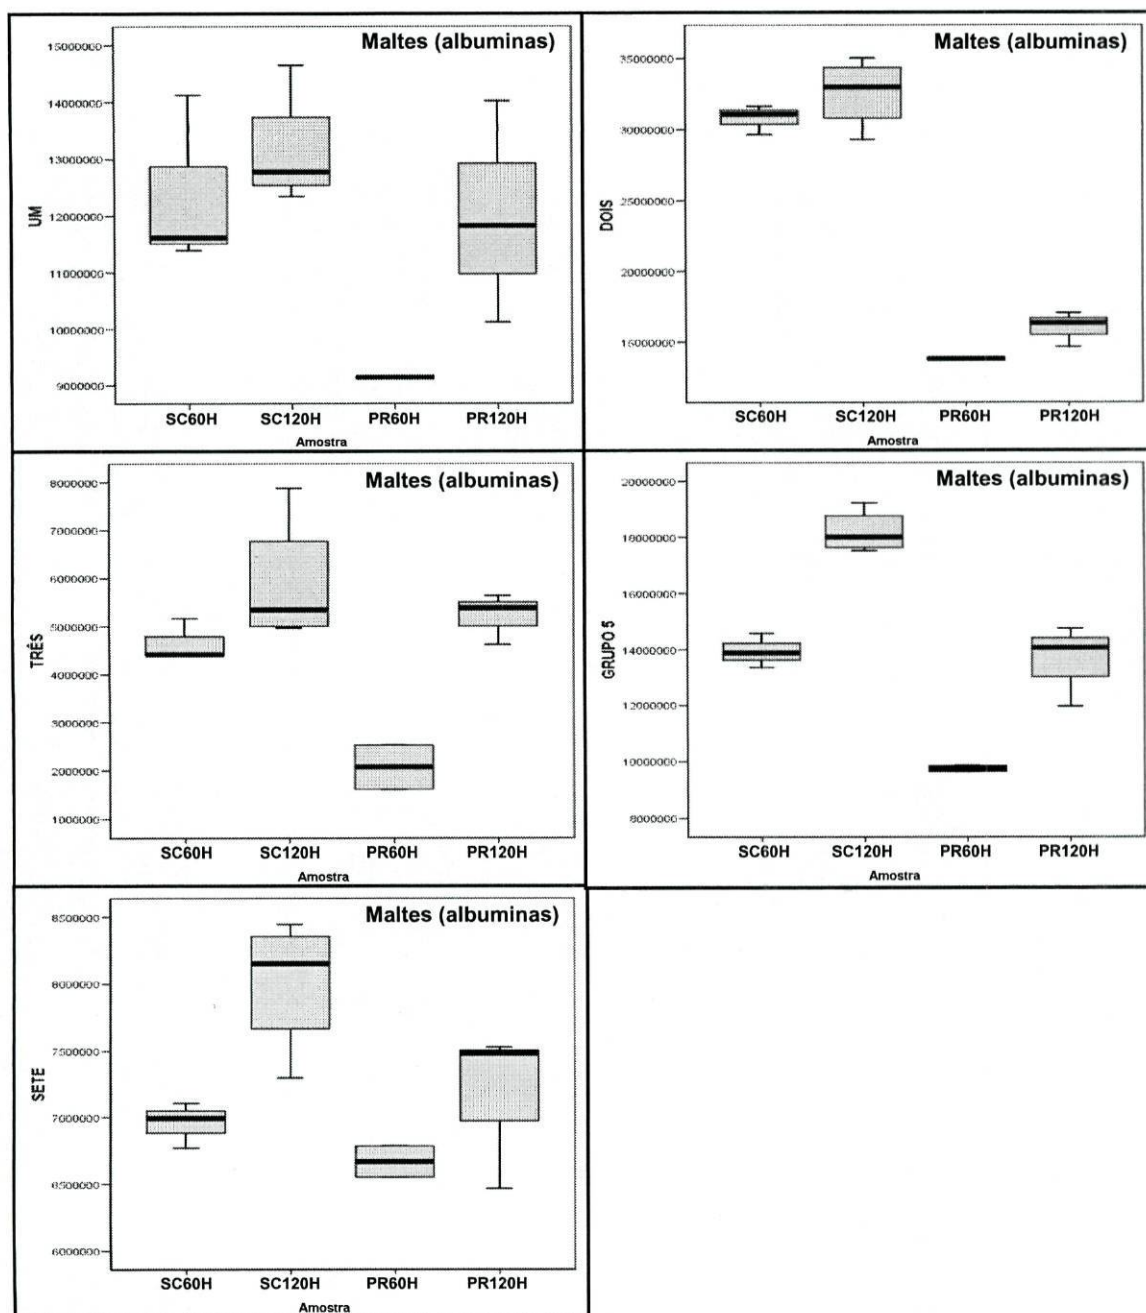 Maltes (albuminas)
15000000
14000000
13000000
12000000
11000000
10000000
9000000
UM
SC60H SC120H PR60H PR120H
Amostra
Maltes (albuminas)
35000000
30000000
25000000
20000000
15000000
DOIS
SC60H SC120H PR60H PR120H
Amostra
Maltes (albuminas)
8000000
7000000
6000000
5000000
4000000
3000000
2000000
1000000
TRÊS
SC60H SC120H PR60H PR120H
Amostra
Maltes (albuminas)
20000000
18000000
16000000
14000000
12000000
10000000
8000000
GRUPO 5
SC60H SC120H PR60H PR120H
Amostra
Maltes (albuminas)
8500000
8000000
7500000
7000000
6500000
6000000
SETE
SC60H SC120H PR60H PR120H
Amostra